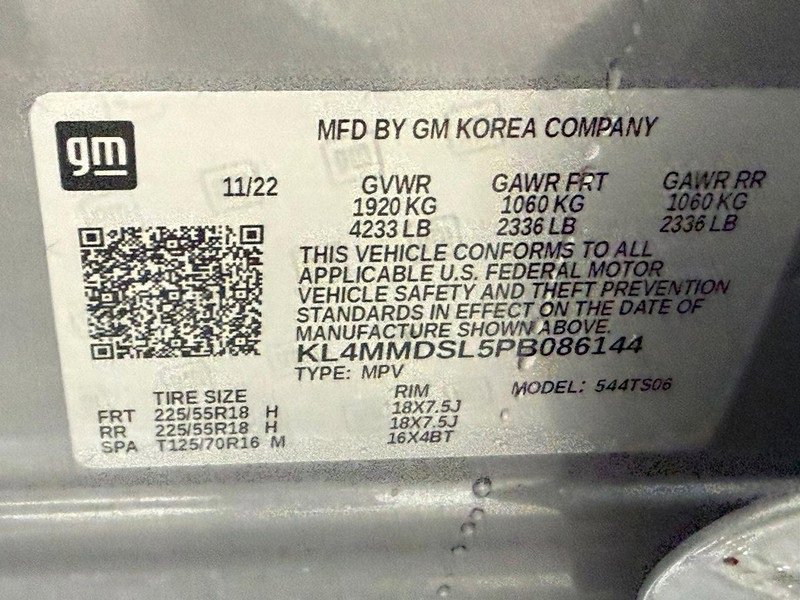 gm
MFD BY GM KOREA COMPANY
11/22 GVWR GAWR FRT GAWR RR
1920 KG 1060 KG 1060 KG
4233 LB 2336 LB 2336 LB
THIS VEHICLE CONFORMS TO ALL
APPLICABLE U.S. FEDERAL MOTOR
VEHICLE SAFETY AND THEFT PREVENTION
STANDARDS IN EFFECT ON THE DATE OF
MANUFACTURE SHOWN ABOVE.
KL4MMDSL5PB086144
TYPE: MPV MODEL: 544TS06
TIRE SIZE RIM
FRT 225/55R18 H 18X7.5J
RR 225/55R18 H 18X7.5J
SPA T125/70R16 M 16X4BT